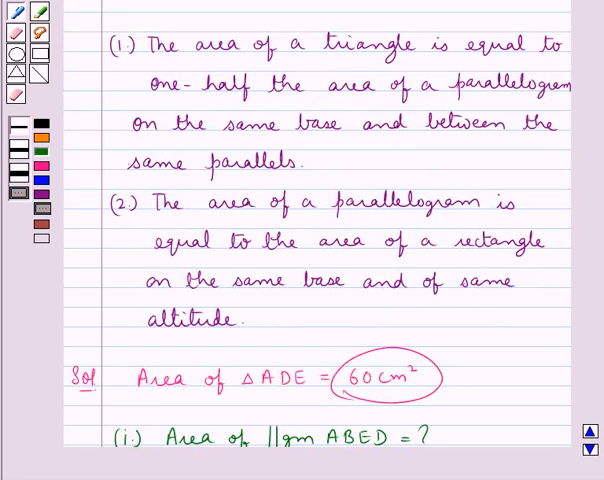 (1.) The area of a triangle is equal to
one-half the area of a parallelogram
on the same base and between the
same parallels.
(2.) The area of a parallelogram is
equal to the area of a rectangle
on the same base and of same
altitude.
Sol Area of △ ADE = 60cm²
(i.) Area of ||gm ABED = ?